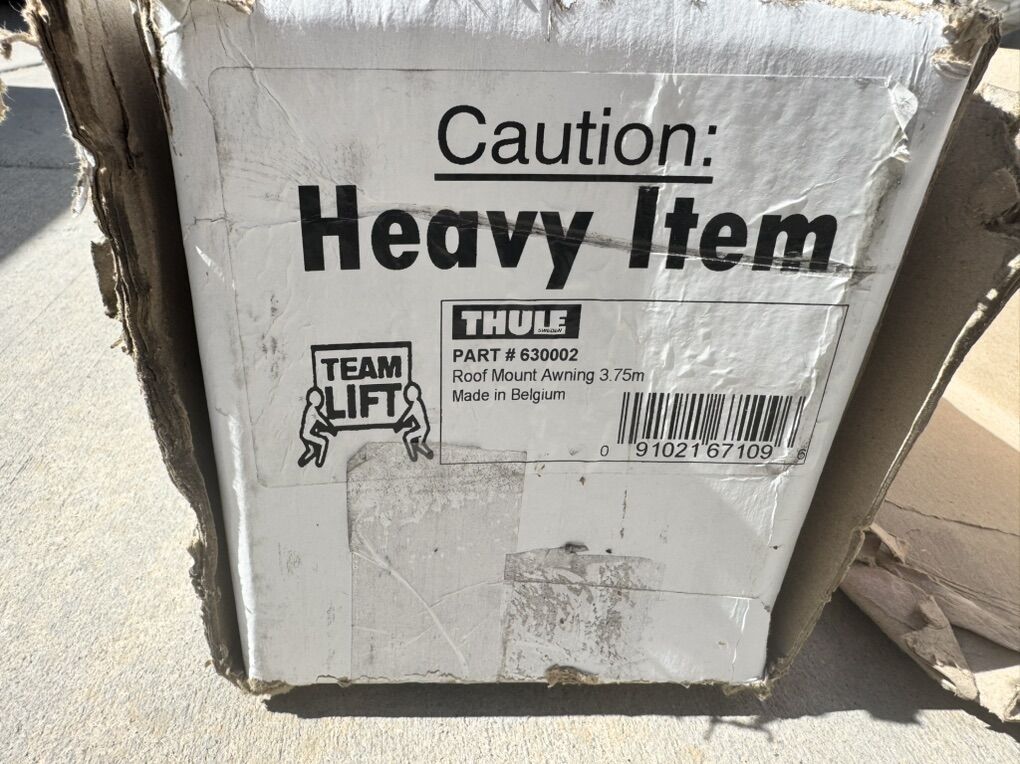 Caution:
Heavy Item
THULE
SWEDEN
PART # 630002
Roof Mount Awning 3.75m
Made in Belgium
TEAM
LIFT
0 91021 67109 6